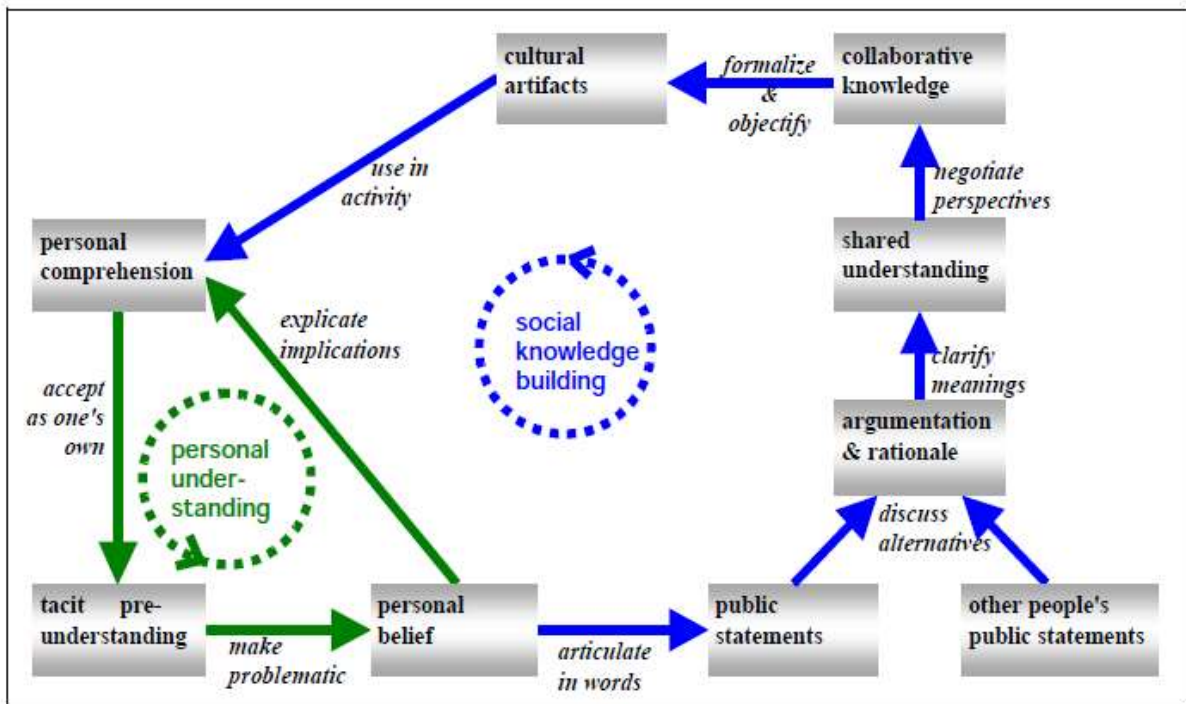 cultural
artifacts
formalize
&
objectify
collaborative
knowledge
use in
activity
negotiate
perspectives
personal
comprehension
shared
understanding
explicate
implications
social
knowledge
building
clarify
meanings
accept
as one's
own
personal
under-
standing
argumentation
& rationale
discuss
alternatives
tacit pre-
understanding
make
problematic
personal
belief
articulate
in words
public
statements
other people's
public statements